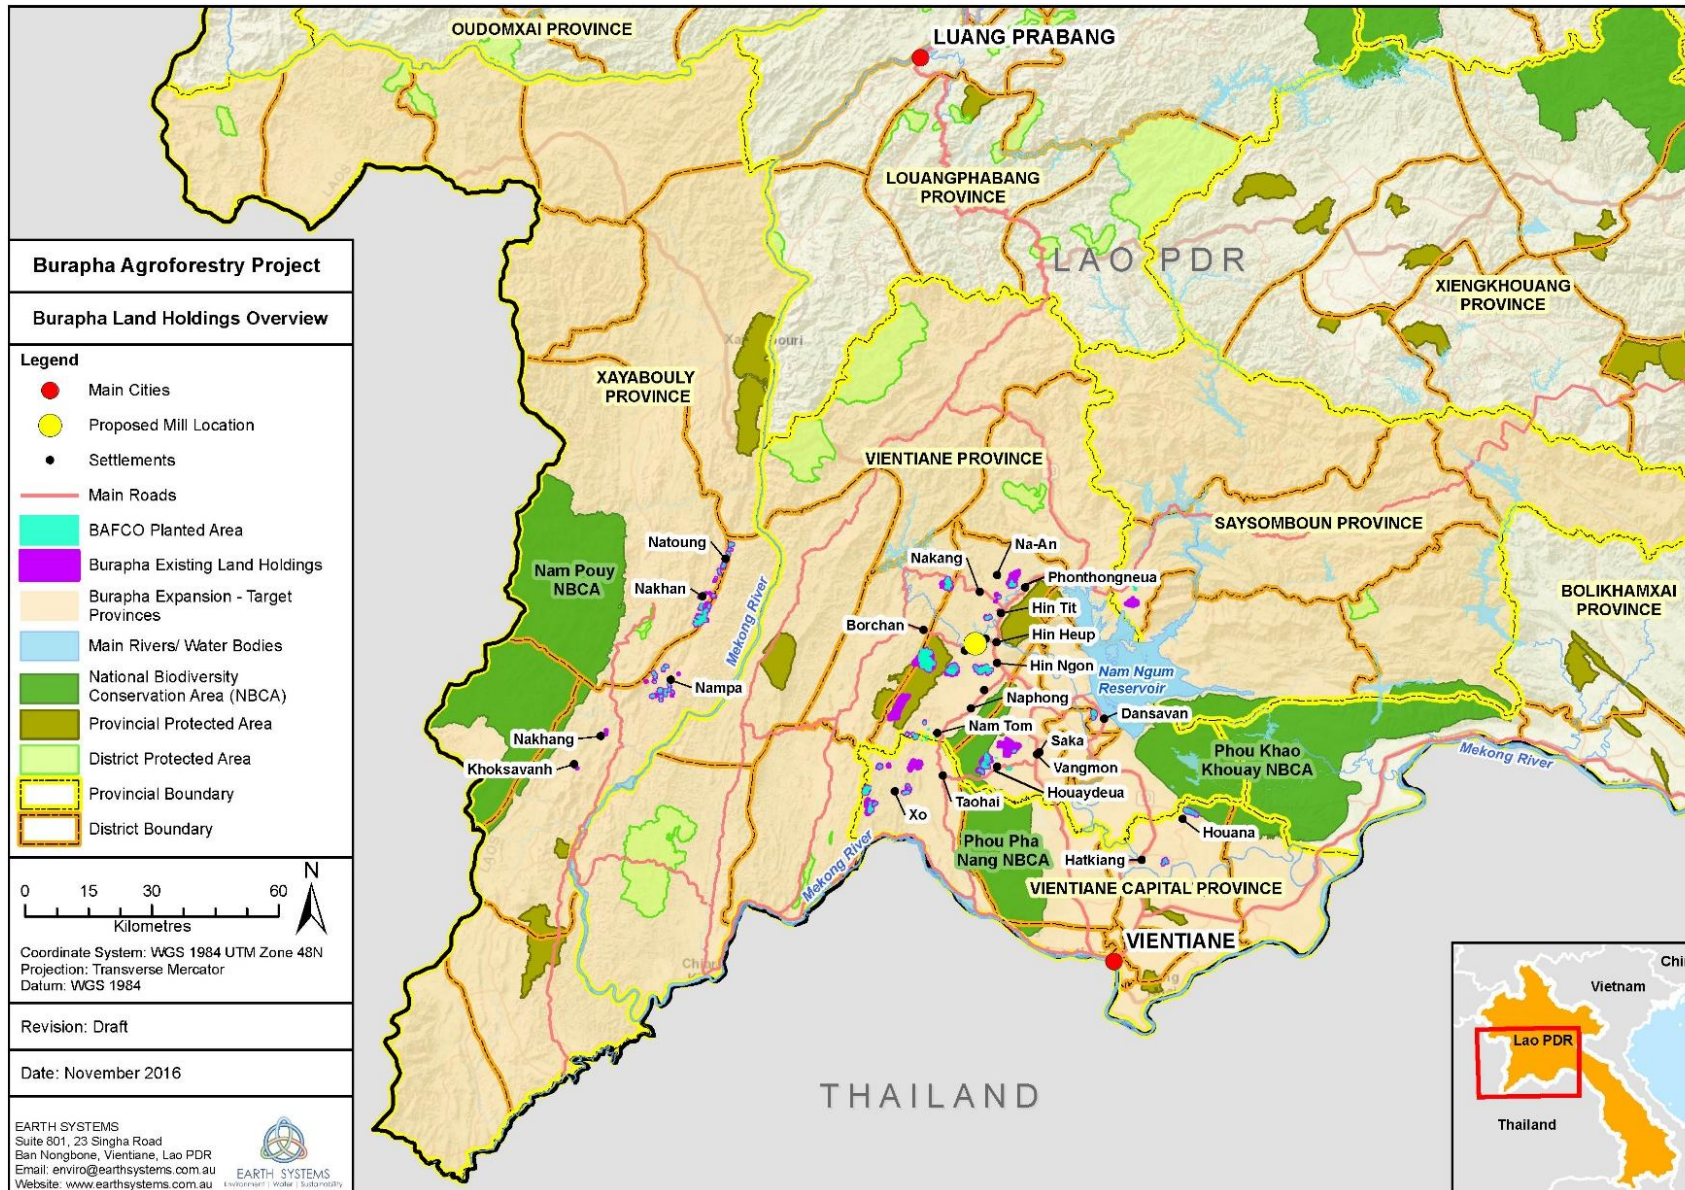 Burapha Agroforestry Project
Burapha Land Holdings Overview
Legend
Main Cities
Proposed Mill Location
Settlements
Main Roads
BAFCO Planted Area
Burapha Existing Land Holdings
Burapha Expansion - Target
Provinces
Main Rivers/ Water Bodies
National Biodiversity
Conservation Area (NBCA)
Provincial Protected Area
District Protected Area
Provincial Boundary
District Boundary
0 15 30 60
Kilometres
N
Coordinate System: WGS 1984 UTM Zone 48N
Projection: Transverse Mercator
Datum: WGS 1984
Revision: Draft
Date: November 2016
EARTH SYSTEMS
Suite 801, 23 Singha Road
Ban Nongbone, Vientiane, Lao PDR
Email: enviro@earthsystems.com.au
Website: www.earthsystems.com.au
EARTH SYSTEMS
Environment | Water | Sustainability
OUDOMXAI PROVINCE
LUANG PRABANG
LOUANGPHABANG
PROVINCE
LAO PDR
XIENGKHOUANG
PROVINCE
XAYABOULY
PROVINCE
VIENTIANE PROVINCE
SAYSOMBOUN PROVINCE
BOLIKHAMXAI
PROVINCE
Nam Pouy
NBCA
Natoung
Nakhan
Nampa
Nakhang
Khoksavanh
Mekong River
Nakang
Na-An
Phonthongneua
Hin Tit
Borchan
Hin Heup
Hin Ngon
Nam Ngum
Reservoir
Naphong
Dansavan
Nam Tom
Saka
Vangmon
Phou Khao
Khouay NBCA
Mekong River
Houaydeua
Taohai
Xo
Houana
Phou Pha
Nang NBCA
Hatkiang
Mekong River
VIENTIANE CAPITAL PROVINCE
VIENTIANE
THAILAND
Vietnam
Lao PDR
Thailand